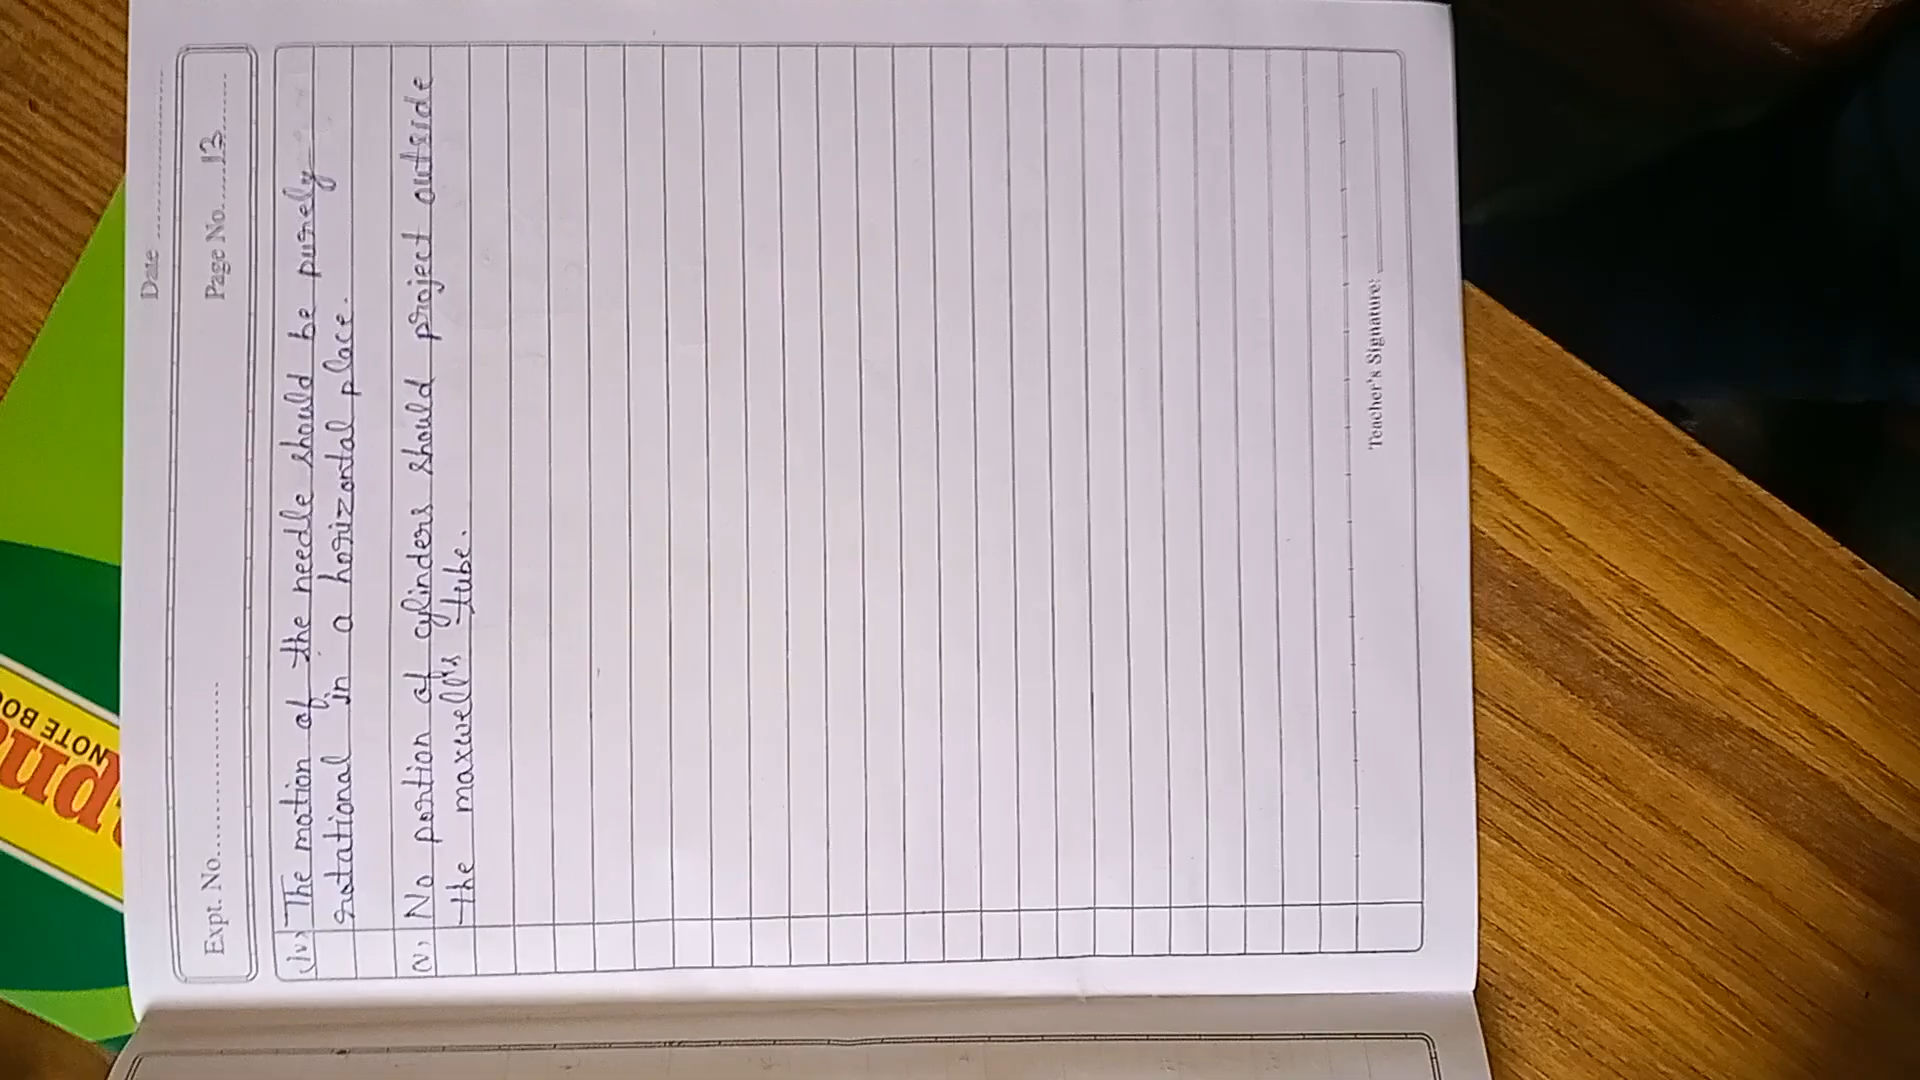 Date
Expt. No. Page No. 13
(iv) The motion of the needle should be purely
rotational in a horizontal place.
(v) No portion of cylinders should project outside
the maxwell's tube.
Teacher's Signature:
NOTE BO